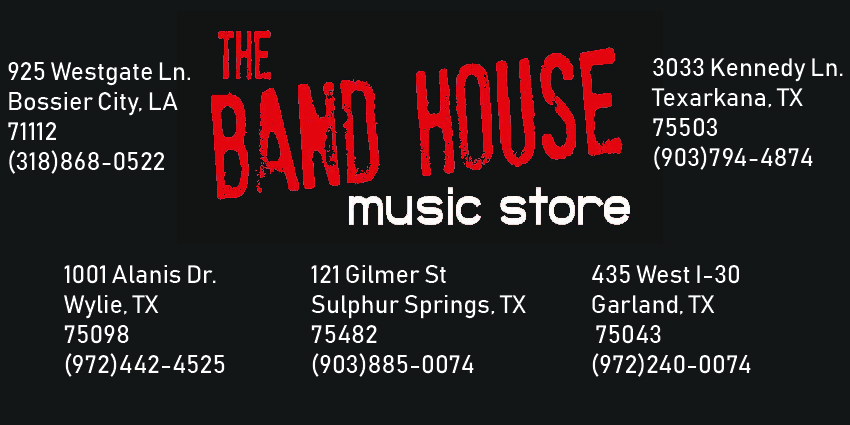 THE
BAND HOUSE
music store
925 Westgate Ln.
Bossier City, LA
71112
(318)868-0522
3033 Kennedy Ln.
Texarkana, TX
75503
(903)794-4874
1001 Alanis Dr.
Wylie, TX
75098
(972)442-4525
121 Gilmer St
Sulphur Springs, TX
75482
(903)885-0074
435 West I-30
Garland, TX
75043
(972)240-0074